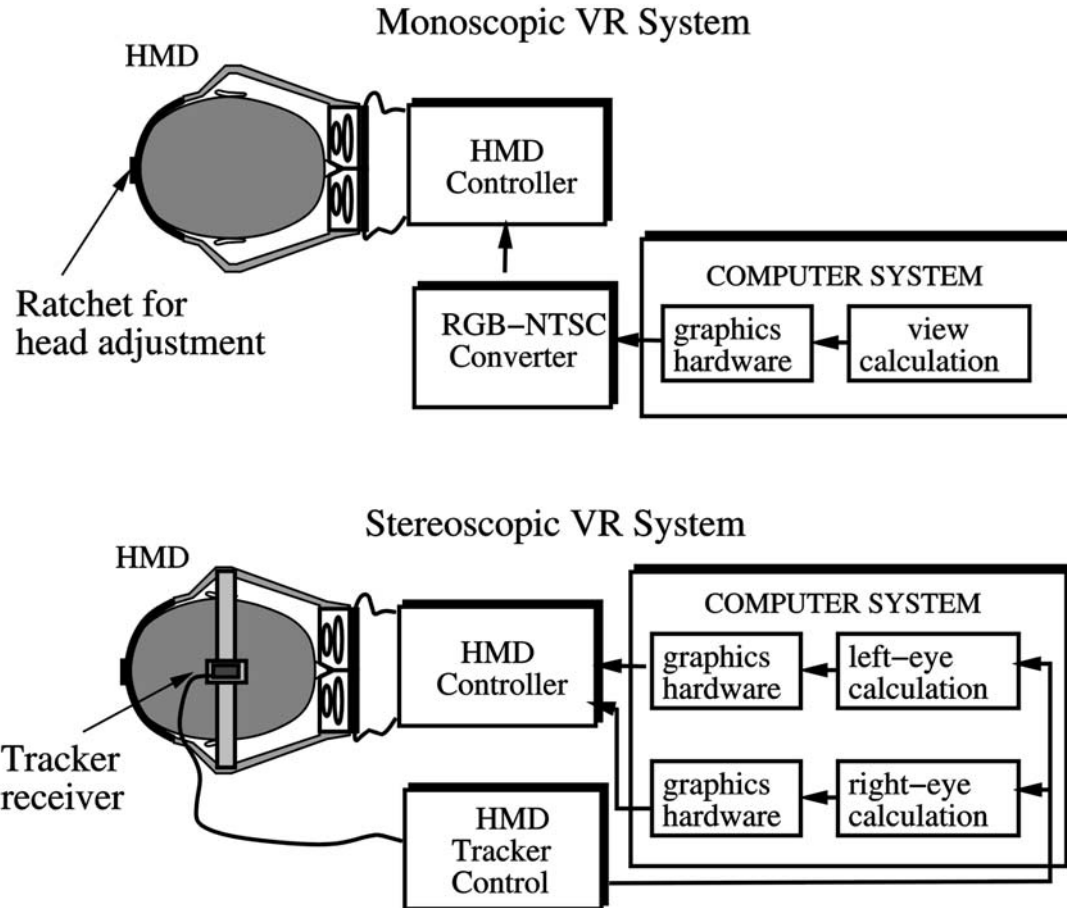 Monoscopic VR System
HMD
HMD
Controller
Ratchet for
head adjustment
RGB−NTSC
Converter
COMPUTER SYSTEM
graphics
hardware
view
calculation
Stereoscopic VR System
HMD
HMD
Controller
COMPUTER SYSTEM
graphics
hardware
left−eye
calculation
Tracker
receiver
graphics
hardware
right−eye
calculation
HMD
Tracker
Control